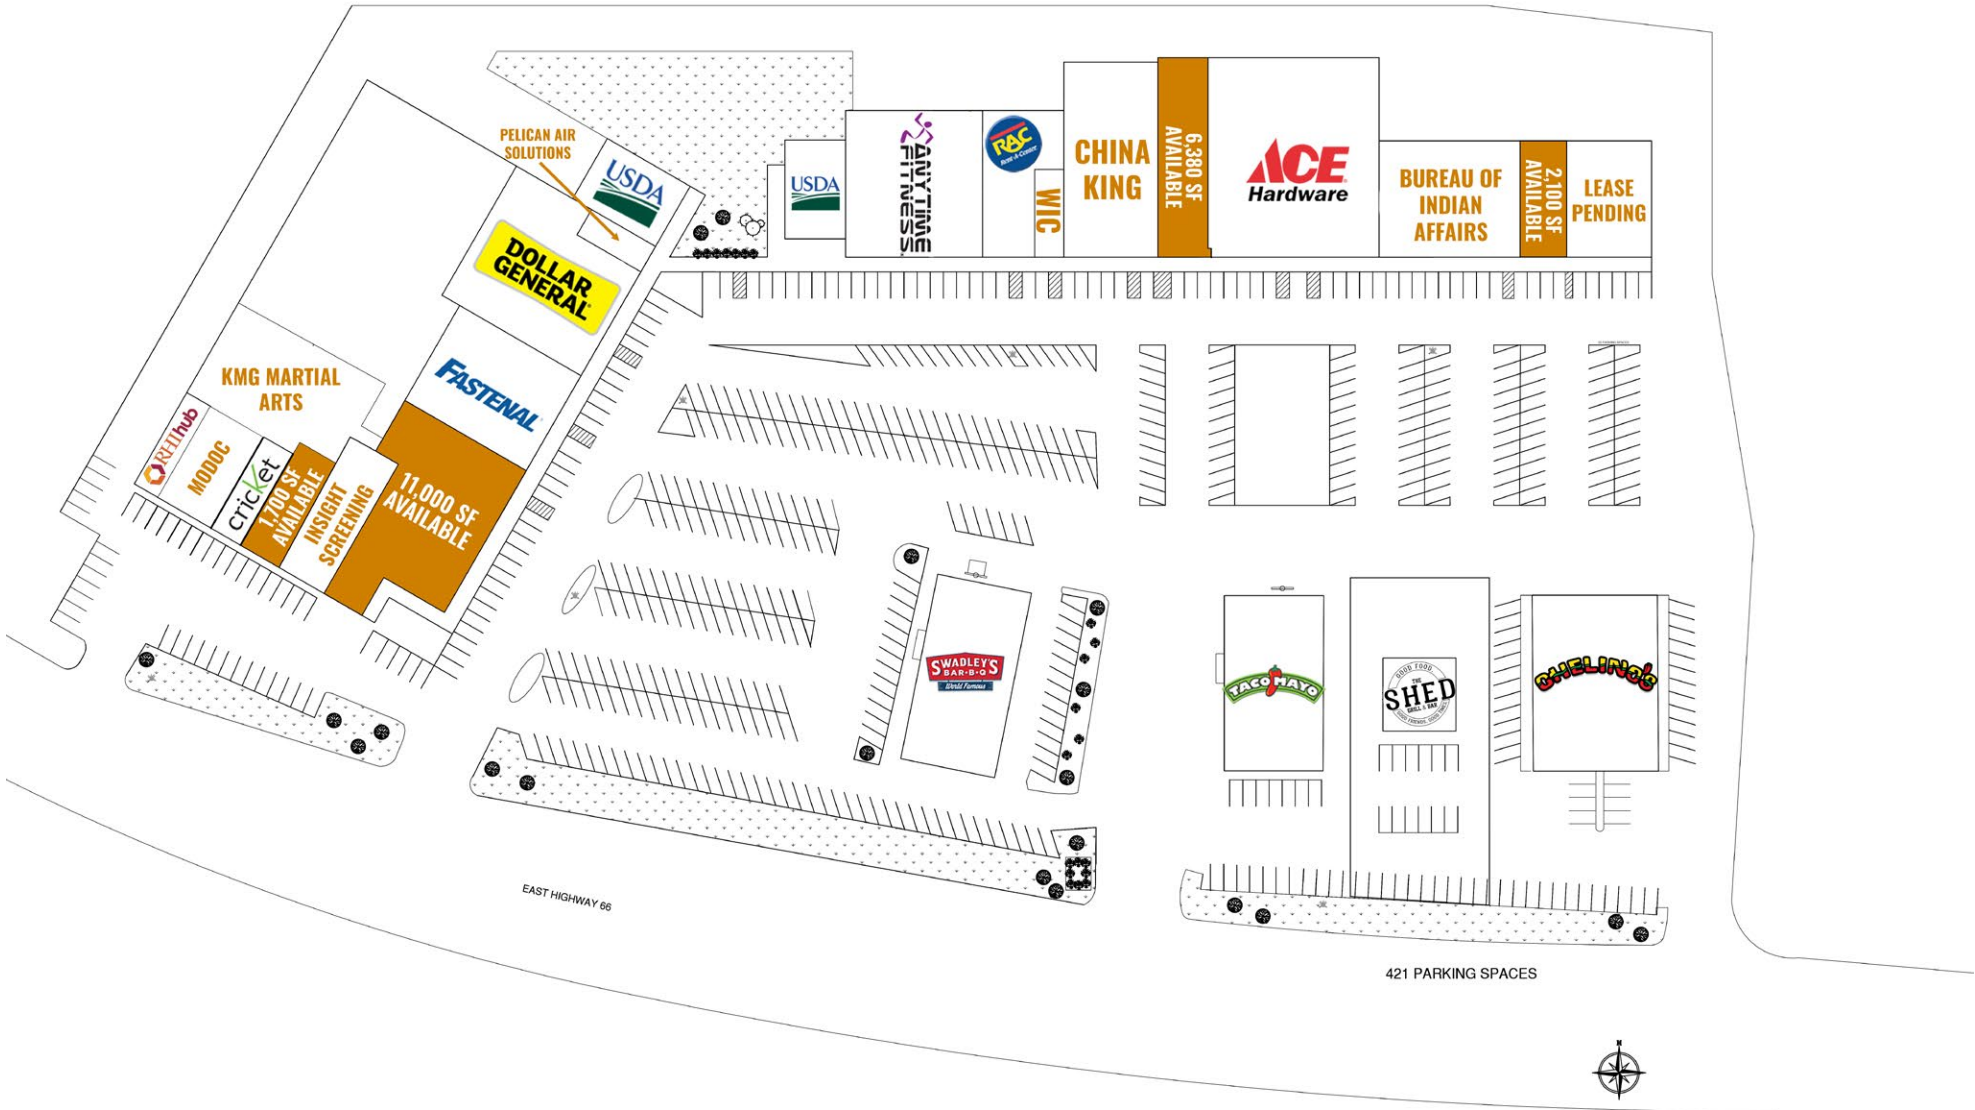 PELICAN AIR
SOLUTIONS
USDA
DOLLAR
GENERAL
FASTENAL
KMG MARTIAL
ARTS
RHIhub
MODOC
cricket
1,700 SF
AVAILABLE
INSIGHT
SCREENING
11,000 SF
AVAILABLE
USDA
ANYTIME
FITNESS
RAC
Rent-A-Center
WIC
CHINA
KING
6,380 SF
AVAILABLE
ACE
Hardware
BUREAU OF
INDIAN
AFFAIRS
2,100 SF
AVAILABLE
LEASE
PENDING
SWADLEY'S
BAR-B-Q
World Famous
TACO MAYO
GOOD FOOD
THE
SHED
GRILL & BAR
CHELINO'S
EAST HIGHWAY 66
421 PARKING SPACES
N